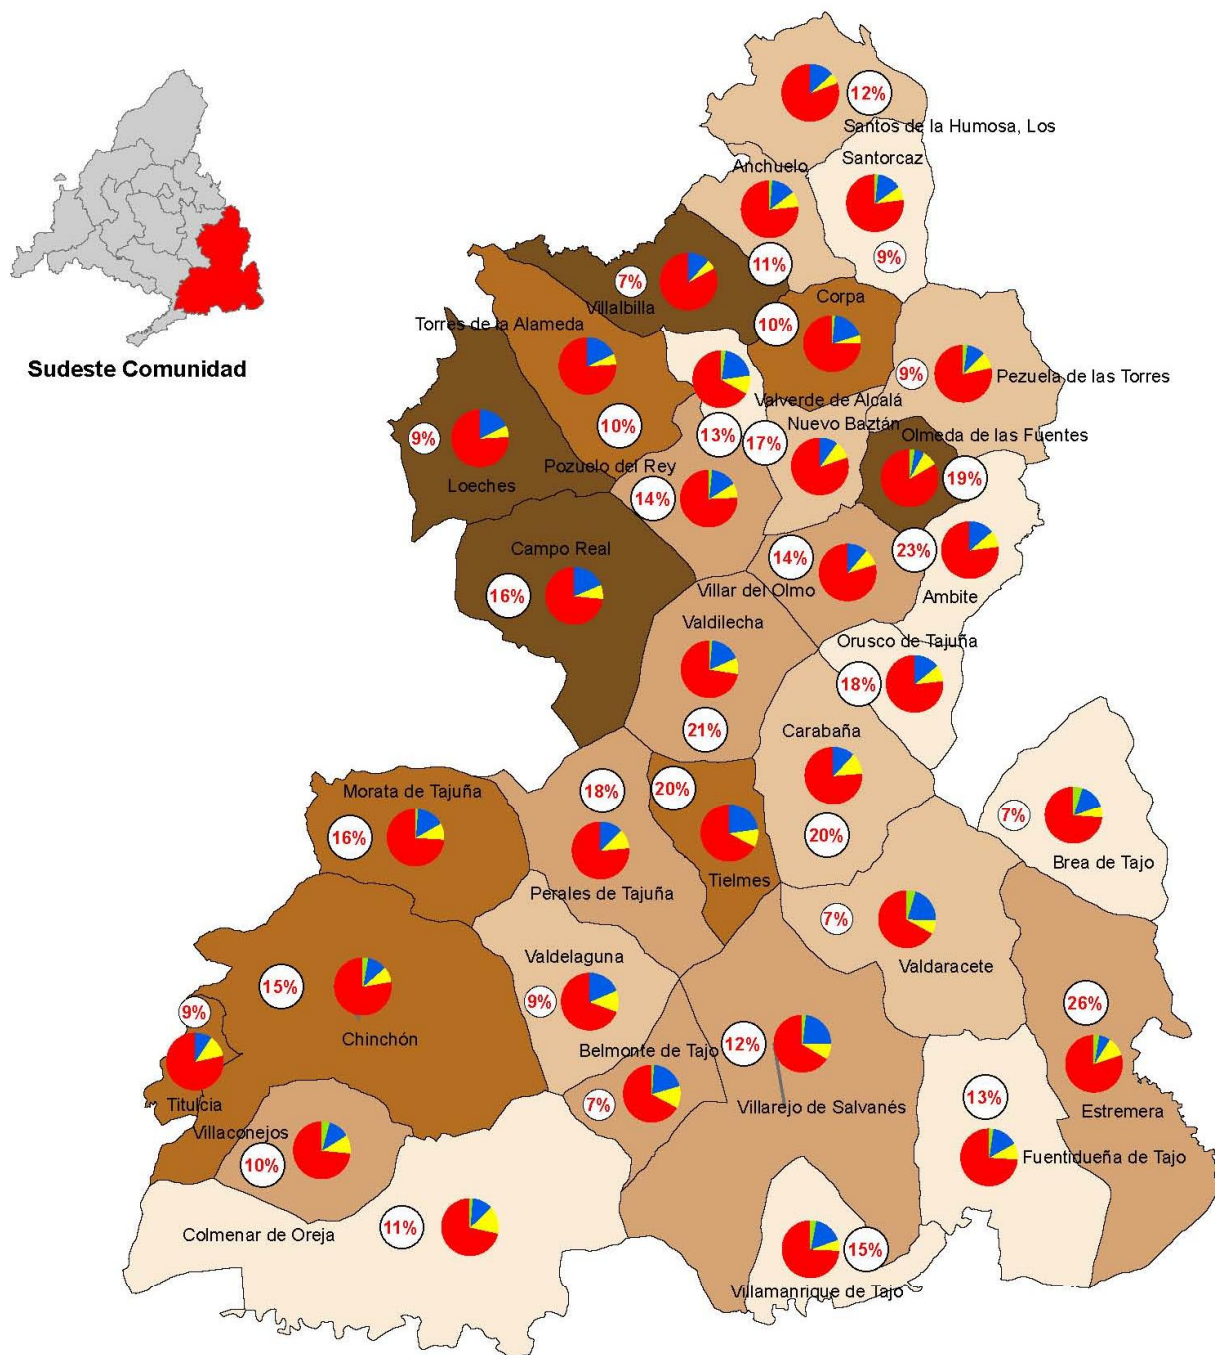 12%
Santos de la Humosa, Los
Anchuelo
Santorcaz
11%
9%
7%
Villalbilla
Corpa
10%
Torres de la Alameda
Sudeste Comunidad
9%
Pezuela de las Torres
Valverde de Alcalá
10%
13%
17%
Nuevo Baztán
Olmeda de las Fuentes
9%
Loeches
Pozuelo del Rey
14%
19%
Campo Real
16%
14%
23%
Villar del Olmo
Ambite
Valdilecha
Orusco de Tajuña
18%
21%
Carabaña
20%
Morata de Tajuña
16%
18%
20%
Perales de Tajuña
Tielmes
7%
Brea de Tajo
7%
Valdaracete
Valdelaguna
9%
15%
Chinchón
9%
Titulcia
26%
Estremera
Belmonte de Tajo
7%
12%
Villarejo de Salvanés
13%
Fuentidueña de Tajo
Villaconejos
10%
Colmenar de Oreja
11%
15%
Villamanrique de Tajo